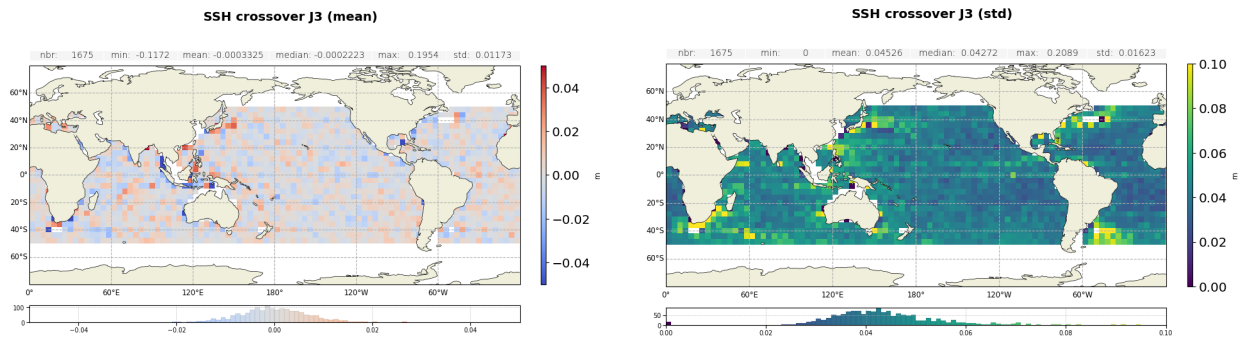 SSH crossover J3 (mean)
nbr: 1675 min: -0.1172 mean: -0.0003325 median: -0.0002223 max: 0.1954 std: 0.01173
60°N
40°N
20°N
0°
20°S
40°S
60°S
0° 60°E 120°E 180° 120°W 60°W
0.04
0.02
0.00
−0.02
−0.04
m
100
0
−0.04 −0.02 0.00 0.02 0.04
SSH crossover J3 (std)
nbr: 1675 min: 0 mean: 0.04526 median: 0.04272 max: 0.2089 std: 0.01623
60°N
40°N
20°N
0°
20°S
40°S
60°S
0° 60°E 120°E 180° 120°W 60°W
0.10
0.08
0.06
0.04
0.02
0.00
m
50
0
0.00 0.02 0.04 0.06 0.08 0.10